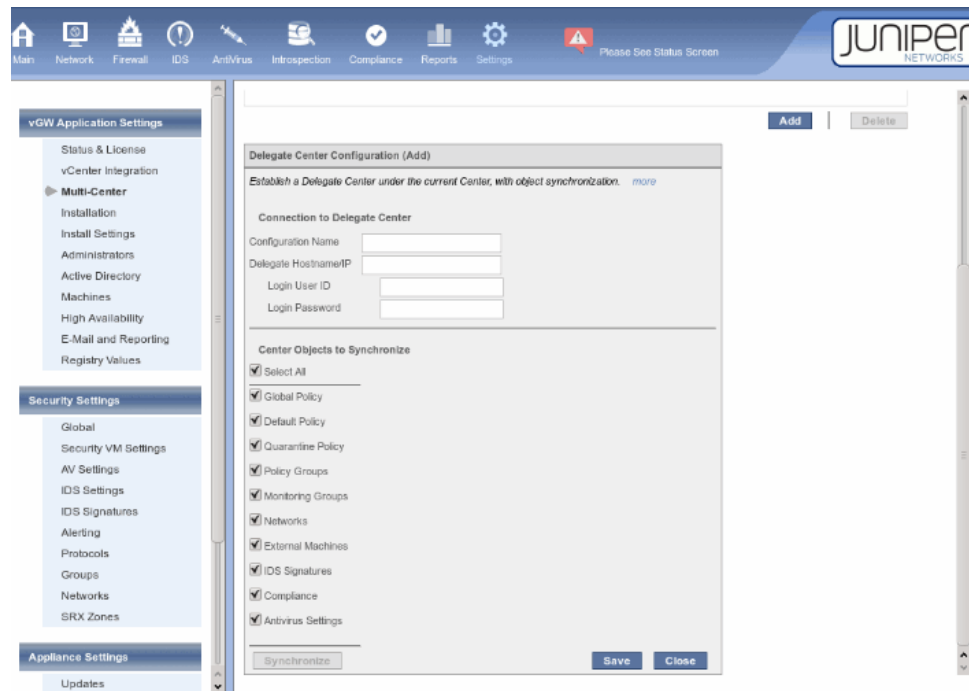 Main
Network
Firewall
IDS
AntiVirus
Introspection
Compliance
Reports
Settings
Please See Status Screen
JUNIPER
NETWORKS
vGW Application Settings
Status & License
vCenter Integration
Multi-Center
Installation
Install Settings
Administrators
Active Directory
Machines
High Availability
E-Mail and Reporting
Registry Values
Security Settings
Global
Security VM Settings
AV Settings
IDS Settings
IDS Signatures
Alerting
Protocols
Groups
Networks
SRX Zones
Appliance Settings
Updates
Add
Delete
Delegate Center Configuration (Add)
Establish a Delegate Center under the current Center, with object synchronization. more
Connection to Delegate Center
Configuration Name
Delegate Hostname/IP
Login User ID
Login Password
Center Objects to Synchronize
Select All
Global Policy
Default Policy
Quarantine Policy
Policy Groups
Monitoring Groups
Networks
External Machines
IDS Signatures
Compliance
Antivirus Settings
Synchronize
Save
Close